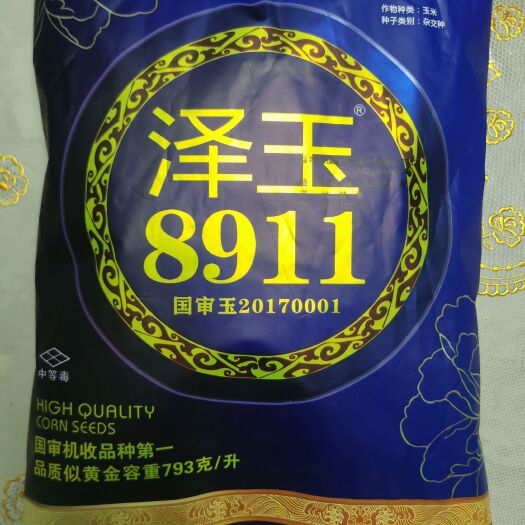 作物种类：玉米
种子类别：杂交种
泽玉®
8911
国审玉20170001
中等毒
HIGH QUALITY
CORN SEEDS
国审机收品种第一
品质似黄金容重793克/升